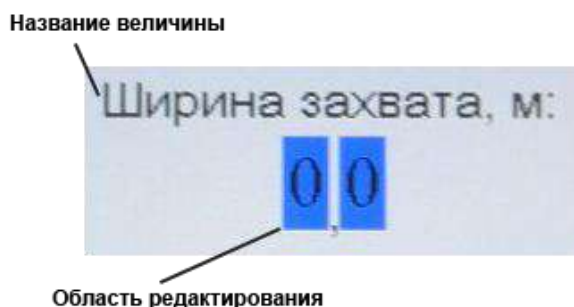 Название величины
Ширина захвата, м:
0,0
Область редактирования